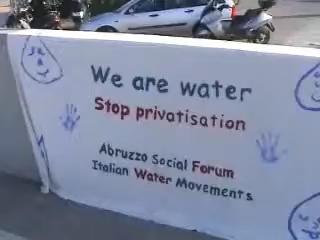 We are water
Stop privatisation
Abruzzo Social Forum
Italian Water Movements